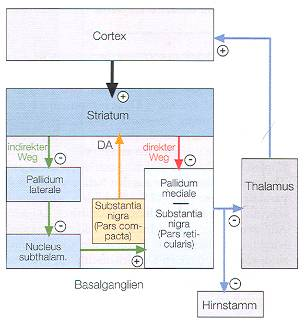 Cortex
+
+
Striatum
indirekter
Weg
-
DA
direkter
Weg
-
Pallidum
laterale
-
Nucleus
subthalam.
+
Substantia
nigra
(Pars com-
pacta)
Pallidum
mediale
Substantia
nigra
(Pars reti-
cularis)
-
-
Thalamus
Hirnstamm
Basalganglien